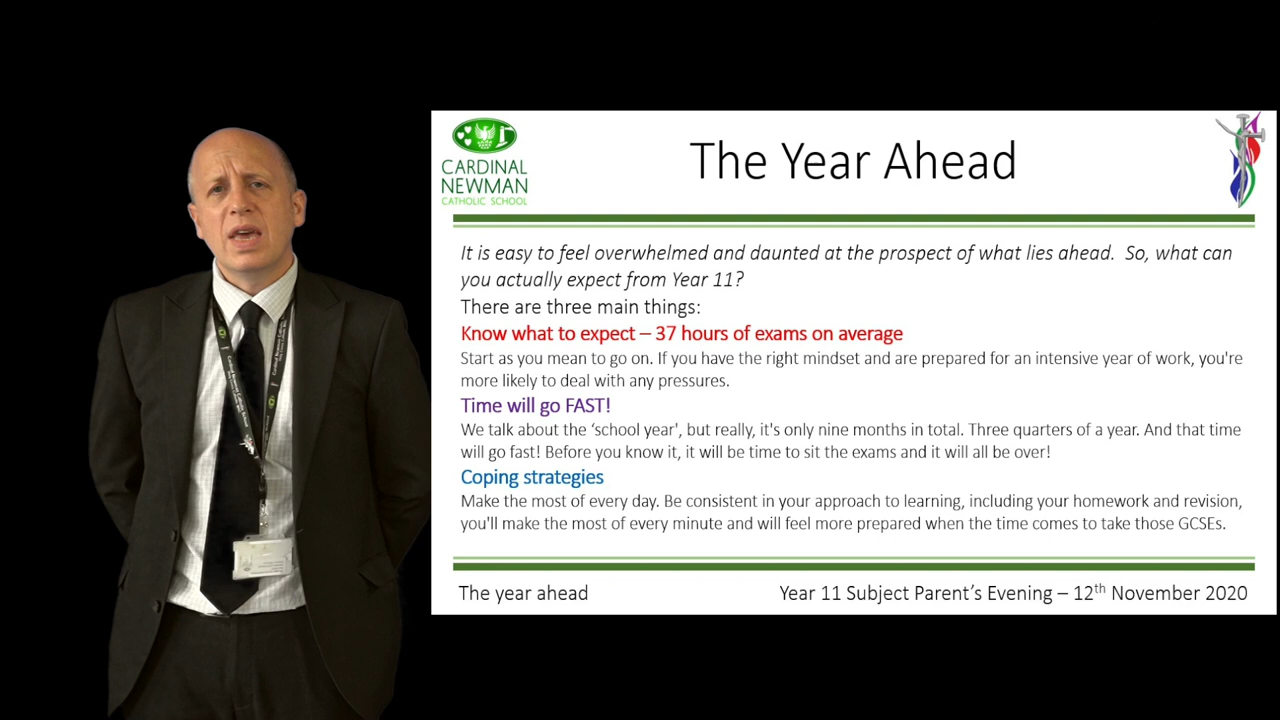 CARDINAL
NEWMAN
CATHOLIC SCHOOL
The Year Ahead
It is easy to feel overwhelmed and daunted at the prospect of what lies ahead.  So, what can
you actually expect from Year 11?
There are three main things:
Know what to expect – 37 hours of exams on average
Start as you mean to go on. If you have the right mindset and are prepared for an intensive year of work, you're
more likely to deal with any pressures.
Time will go FAST!
We talk about the ‘school year', but really, it's only nine months in total. Three quarters of a year. And that time
will go fast! Before you know it, it will be time to sit the exams and it will all be over!
Coping strategies
Make the most of every day. Be consistent in your approach to learning, including your homework and revision,
you'll make the most of every minute and will feel more prepared when the time comes to take those GCSEs.
The year ahead
Year 11 Subject Parent’s Evening – 12th November 2020